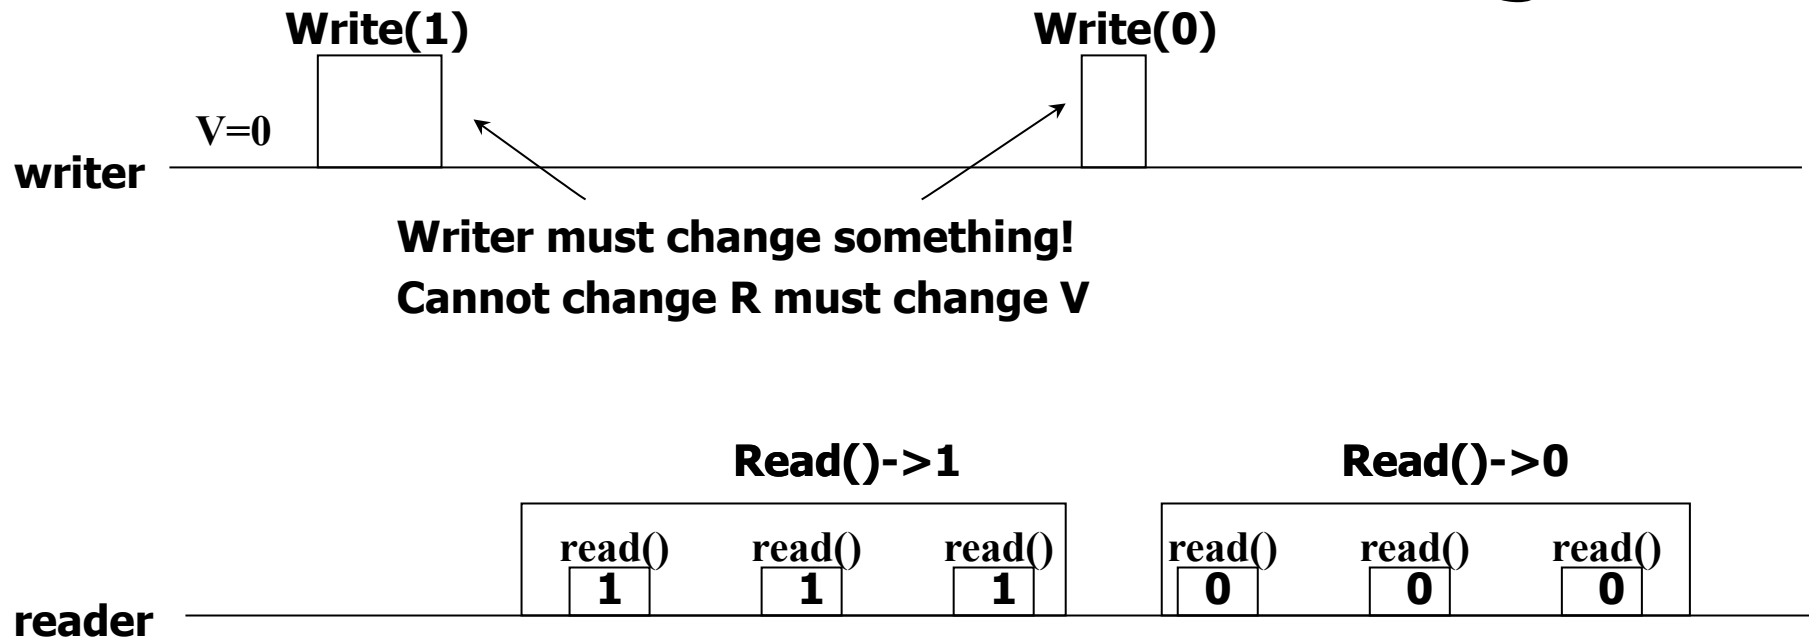 Write(1) Write(0)
V=0
writer
Writer must change something!
Cannot change R must change V
Read()->1 Read()->0
read() read() read() read() read() read()
1 1 1 0 0 0
reader